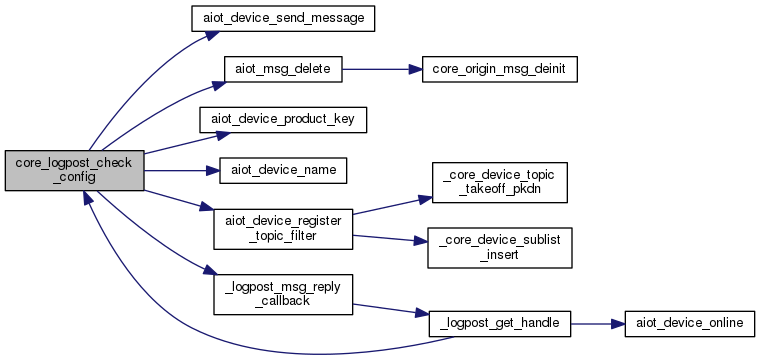 aiot_device_send_message
aiot_msg_delete
core_origin_msg_deinit
aiot_device_product_key
core_logpost_check
_config
aiot_device_name
_core_device_topic
_takeoff_pkdn
aiot_device_register
_topic_filter
_core_device_sublist
_insert
_logpost_msg_reply
_callback
_logpost_get_handle
aiot_device_online